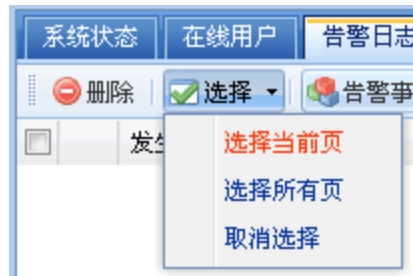 系统状态 在线用户 告警日志
删除 选择 告警事
发生
选择当前页
选择所有页
取消选择